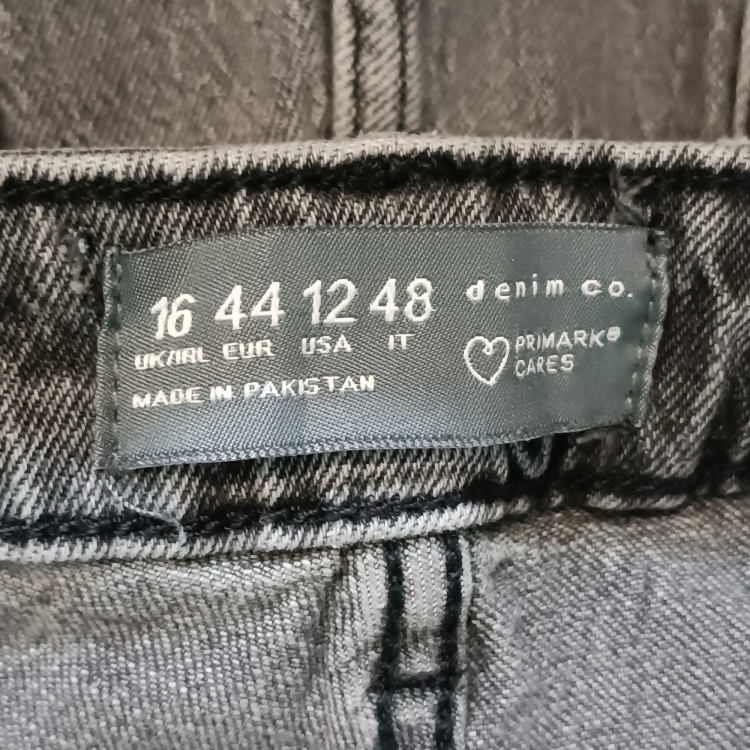 16 44 12 48
UK/IRL EUR USA IT
MADE IN PAKISTAN
denim co.
PRIMARK®
CARES